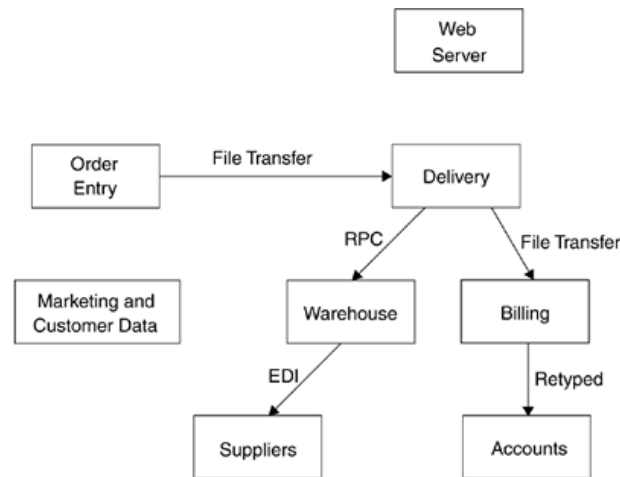 Web
Server
Order
Entry
File Transfer
Delivery
RPC
File Transfer
Marketing and
Customer Data
Warehouse
Billing
EDI
Retyped
Suppliers
Accounts